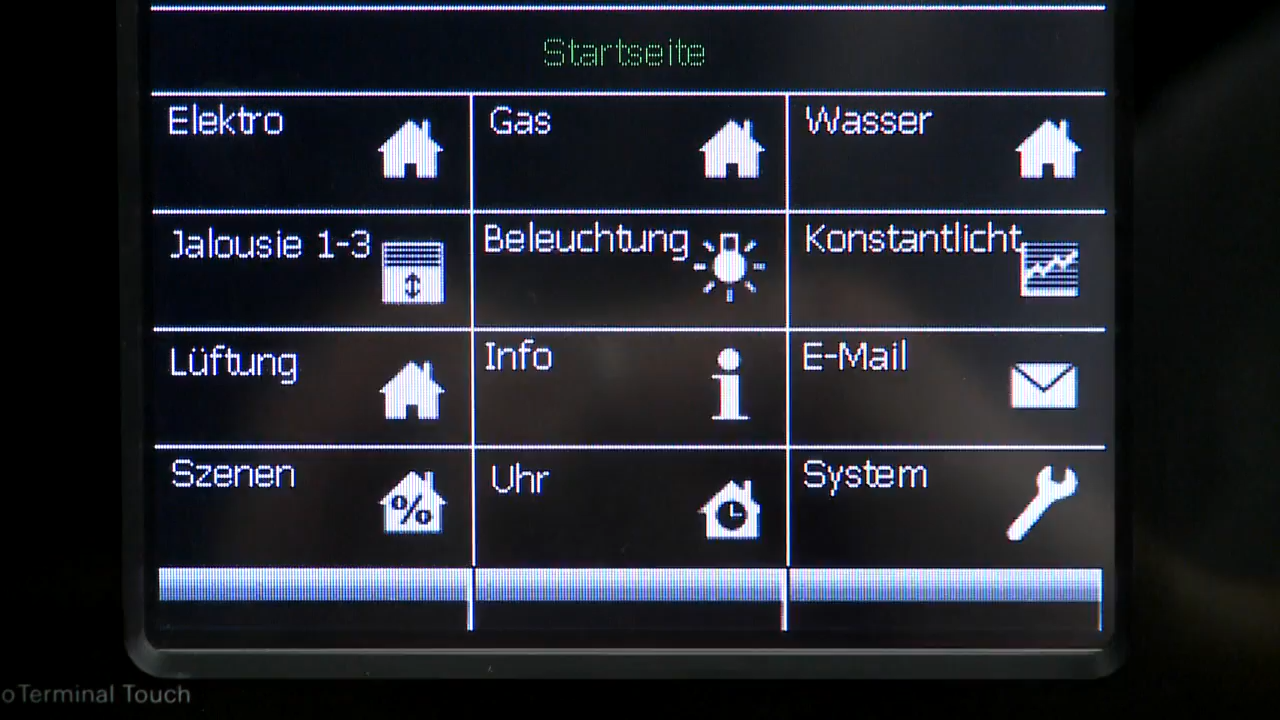 Startseite
Elektro
Gas
Wasser
Jalousie 1-3
Beleuchtung
Konstantlicht
Lüftung
Info
E-Mail
Szenen
Uhr
System
oTerminal Touch